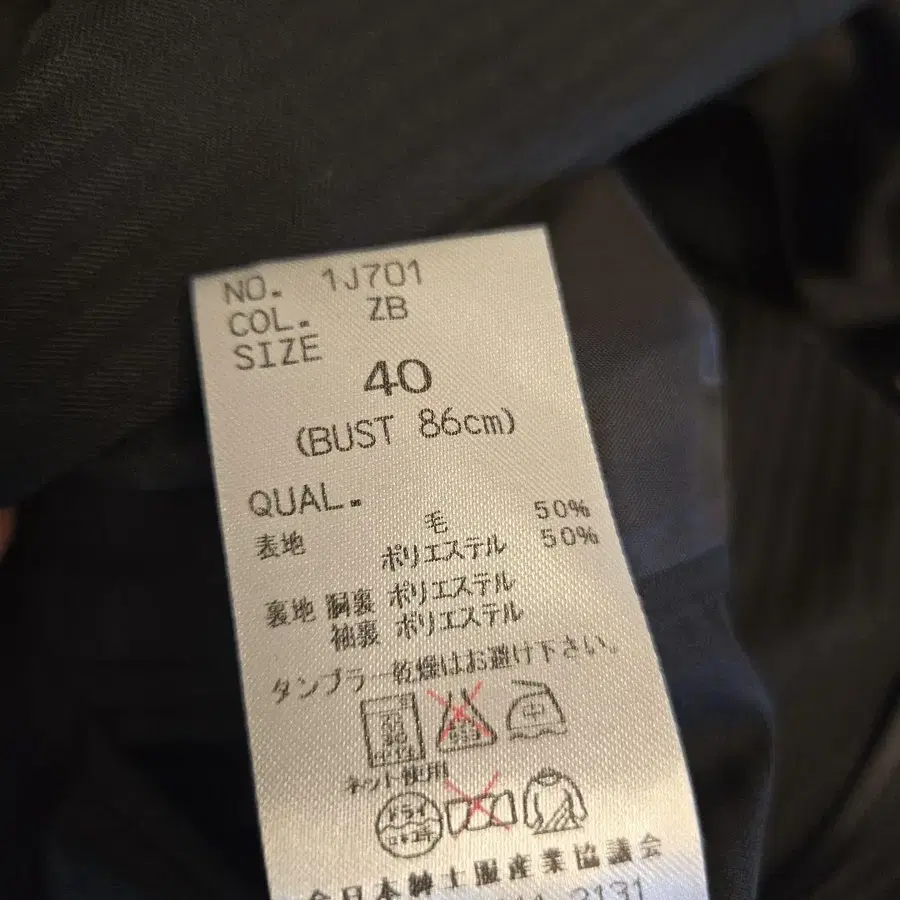 NO. 1J701
COL. ZB
SIZE
40
(BUST 86cm)
QUAL.
表地 毛 50%
ポリエステル 50%
裏地 胴裏 ポリエステル
袖裏 ポリエステル
タンブラー乾燥はお避け下さい。
中
ネット使用
ドライ
全日本紳士服産業協議会
3131